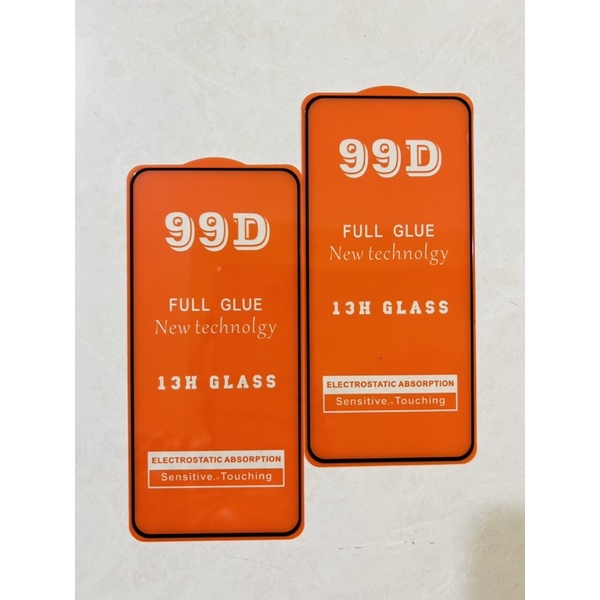 99D
FULL GLUE
New technolgy
13H GLASS
ELECTROSTATIC ABSORPTION
Sensitive.-Touching
99D
FULL GLUE
New technolgy
13H GLASS
ELECTROSTATIC ABSORPTION
Sensitive.-Touching